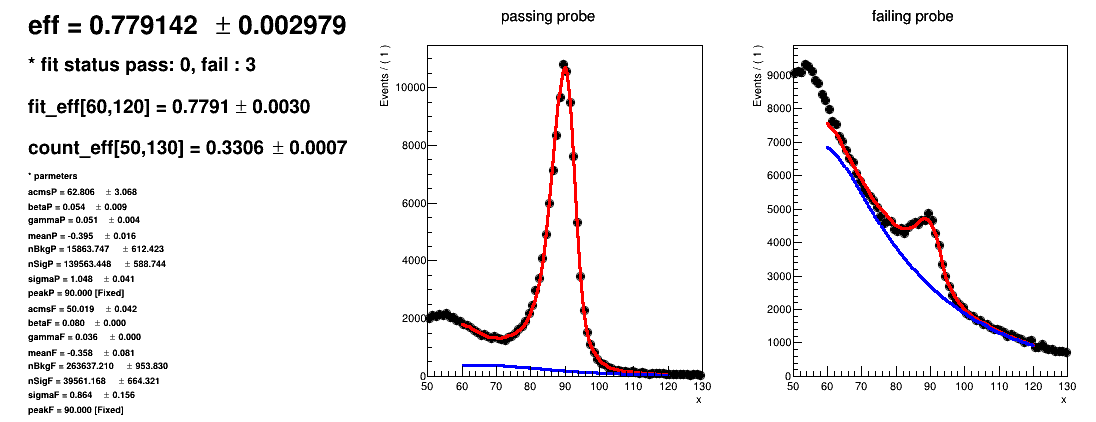 eff = 0.779142 ± 0.002979
* fit status pass: 0, fail : 3
fit_eff[60,120] = 0.7791 ± 0.0030
count_eff[50,130] = 0.3306 ± 0.0007
* parmeters
acmsP = 62.806 ± 3.068
betaP = 0.054 ± 0.009
gammaP = 0.051 ± 0.004
meanP = -0.395 ± 0.016
nBkgP = 15863.747 ± 612.423
nSigP = 139563.448 ± 588.744
sigmaP = 1.048 ± 0.041
peakP = 90.000 [Fixed]
acmsF = 50.019 ± 0.042
betaF = 0.080 ± 0.000
gammaF = 0.036 ± 0.000
meanF = -0.358 ± 0.081
nBkgF = 263637.210 ± 953.830
nSigF = 39561.168 ± 664.321
sigmaF = 0.864 ± 0.156
peakF = 90.000 [Fixed]
passing probe
Events / ( 1 )
10000
8000
6000
4000
2000
0
50 60 70 80 90 100 110 120 130
x
failing probe
Events / ( 1 )
9000
8000
7000
6000
5000
4000
3000
2000
1000
0
50 60 70 80 90 100 110 120 130
x